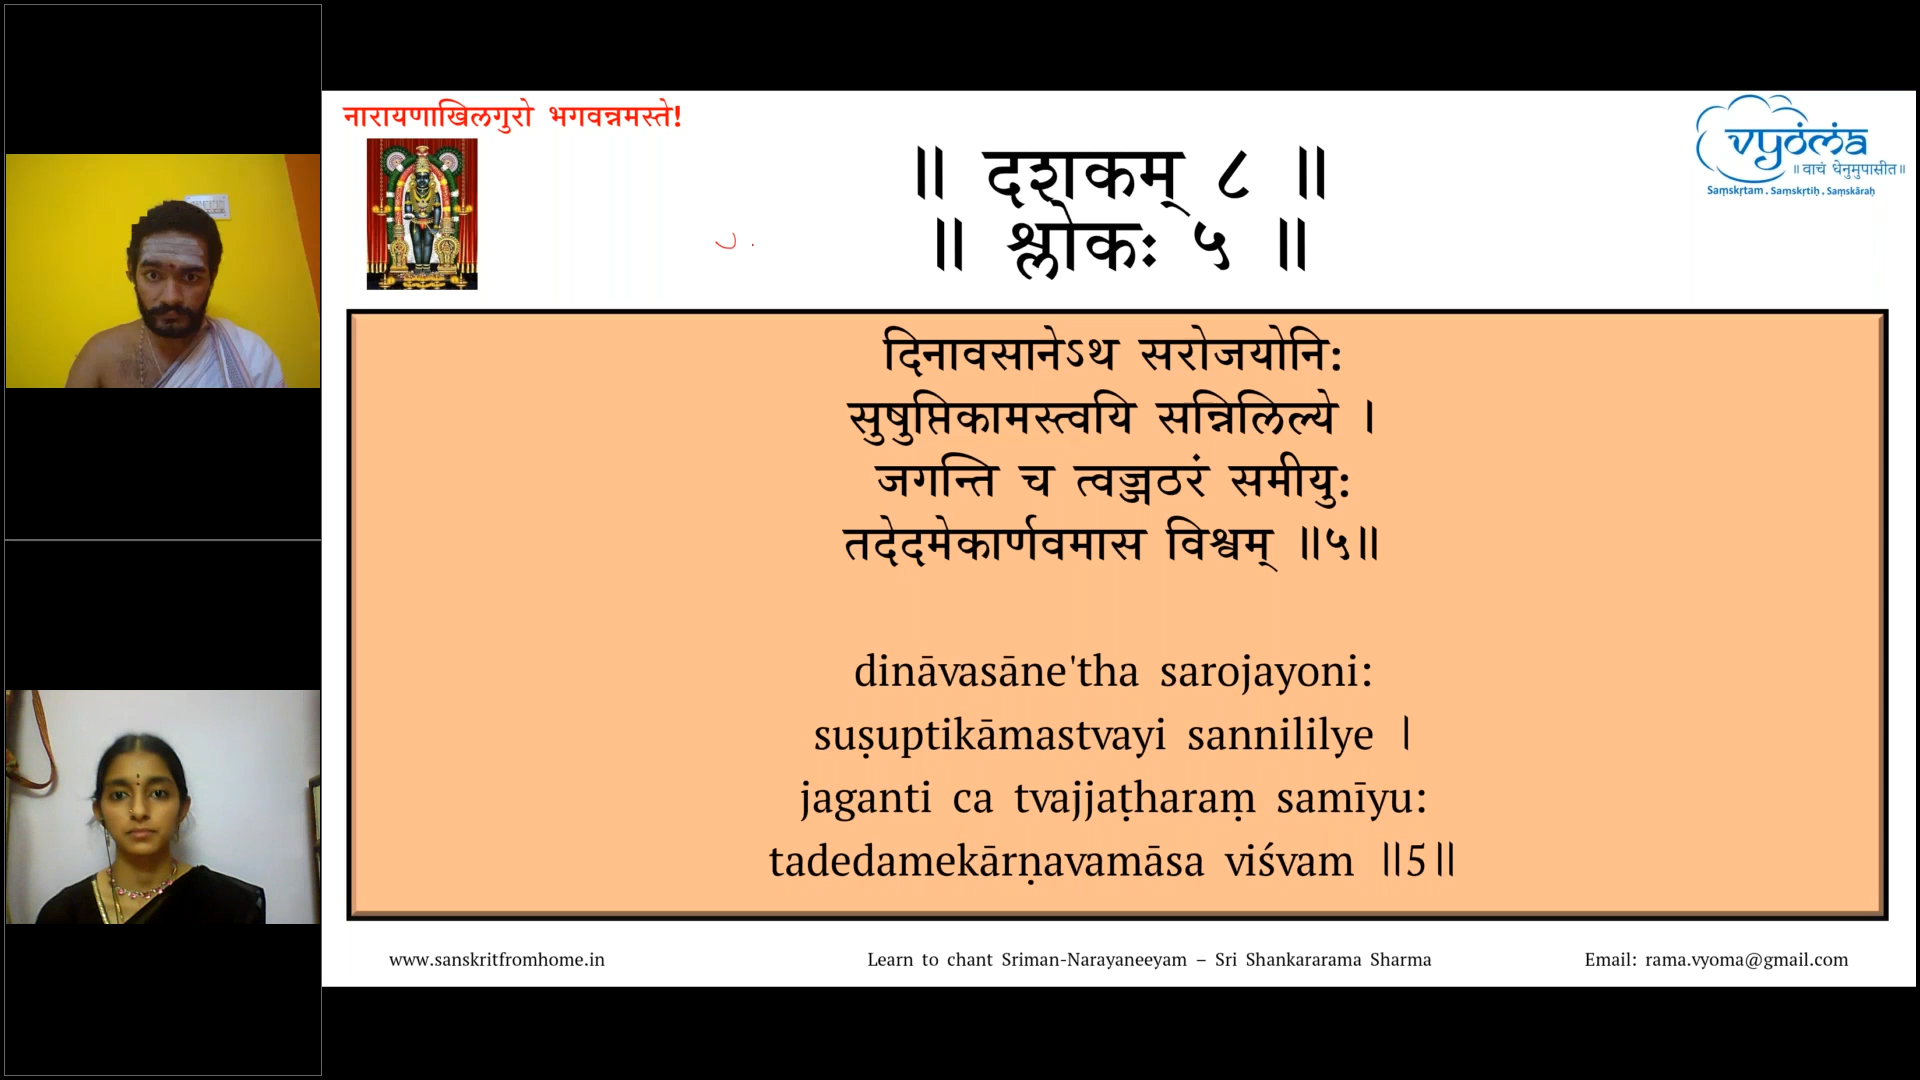 नारायणाखिलगुरो भगवन्नमस्ते!
vyoma
॥ वाचं धेनुमुपासीत॥
Saṃskṛtam . Saṃskṛtiḥ . Saṃskāraḥ
॥ दशकम् ८ ॥
॥ श्लोकः ५ ॥
दिनावसानेऽथ सरोजयोनि:
सुषुप्तिकामस्त्वयि सन्निलिल्ये ।
जगन्ति च त्वज्जठरं समीयु:
तदेदमेकार्णवमास विश्वम् ॥५॥
dināvasāne'tha sarojayoni:
suṣuptikāmastvayi sannililye |
jaganti ca tvajjaṭharaṃ samīyu:
tadedamekārṇavamāsa viśvam ||5||
www.sanskritfromhome.in
Learn to chant Sriman-Narayaneeyam – Sri Shankararama Sharma
Email: rama.vyoma@gmail.com